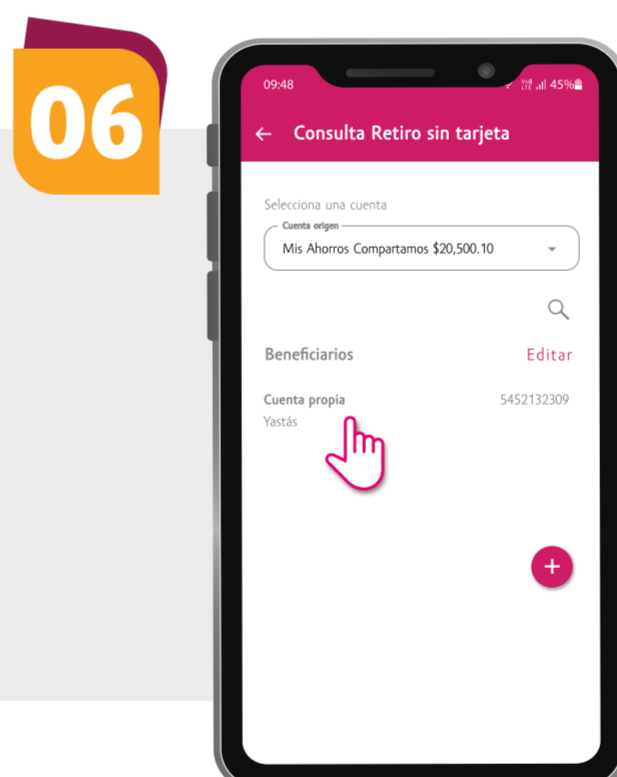 06
09:48
45%
Consulta Retiro sin tarjeta
Selecciona una cuenta
Cuenta origen
Mis Ahorros Compartamos $20,500.10
Beneficiarios Editar
Cuenta propia 5452132309
Yastás